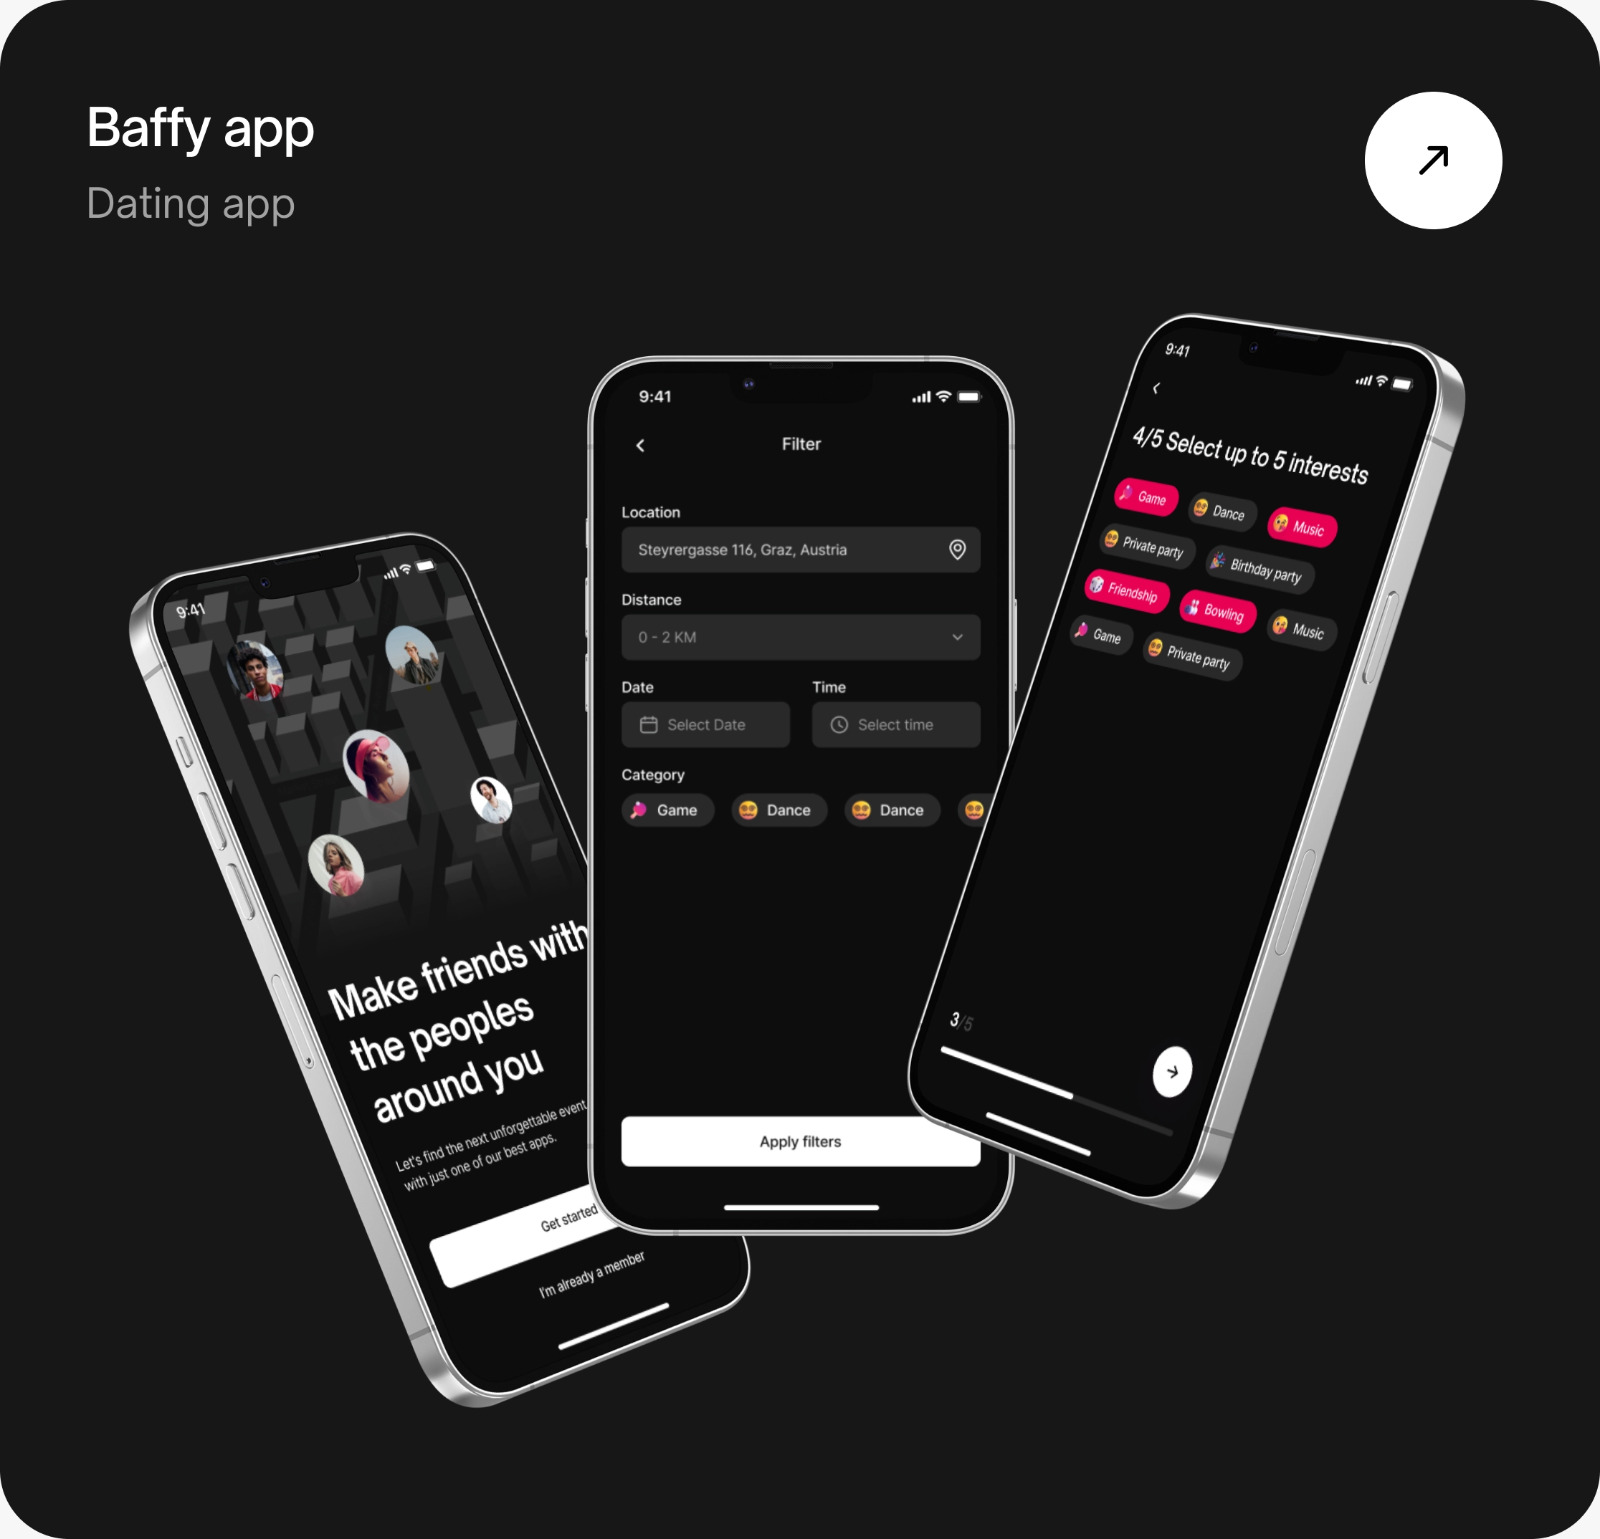 Baffy app
Dating app
9:41
Make friends with
the peoples
around you
Let's find the next unforgettable event
with just one of our best apps.
Get started
I'm already a member
9:41
Filter
Location
Steyrergasse 116, Graz, Austria
Distance
0 - 2 KM
Date Time
Select Date Select time
Category
Game Dance Dance
Apply filters
9:41
4/5 Select up to 5 interests
Game Dance Music
Private party Birthday party
Friendship Bowling Music
Game Private party
3/5